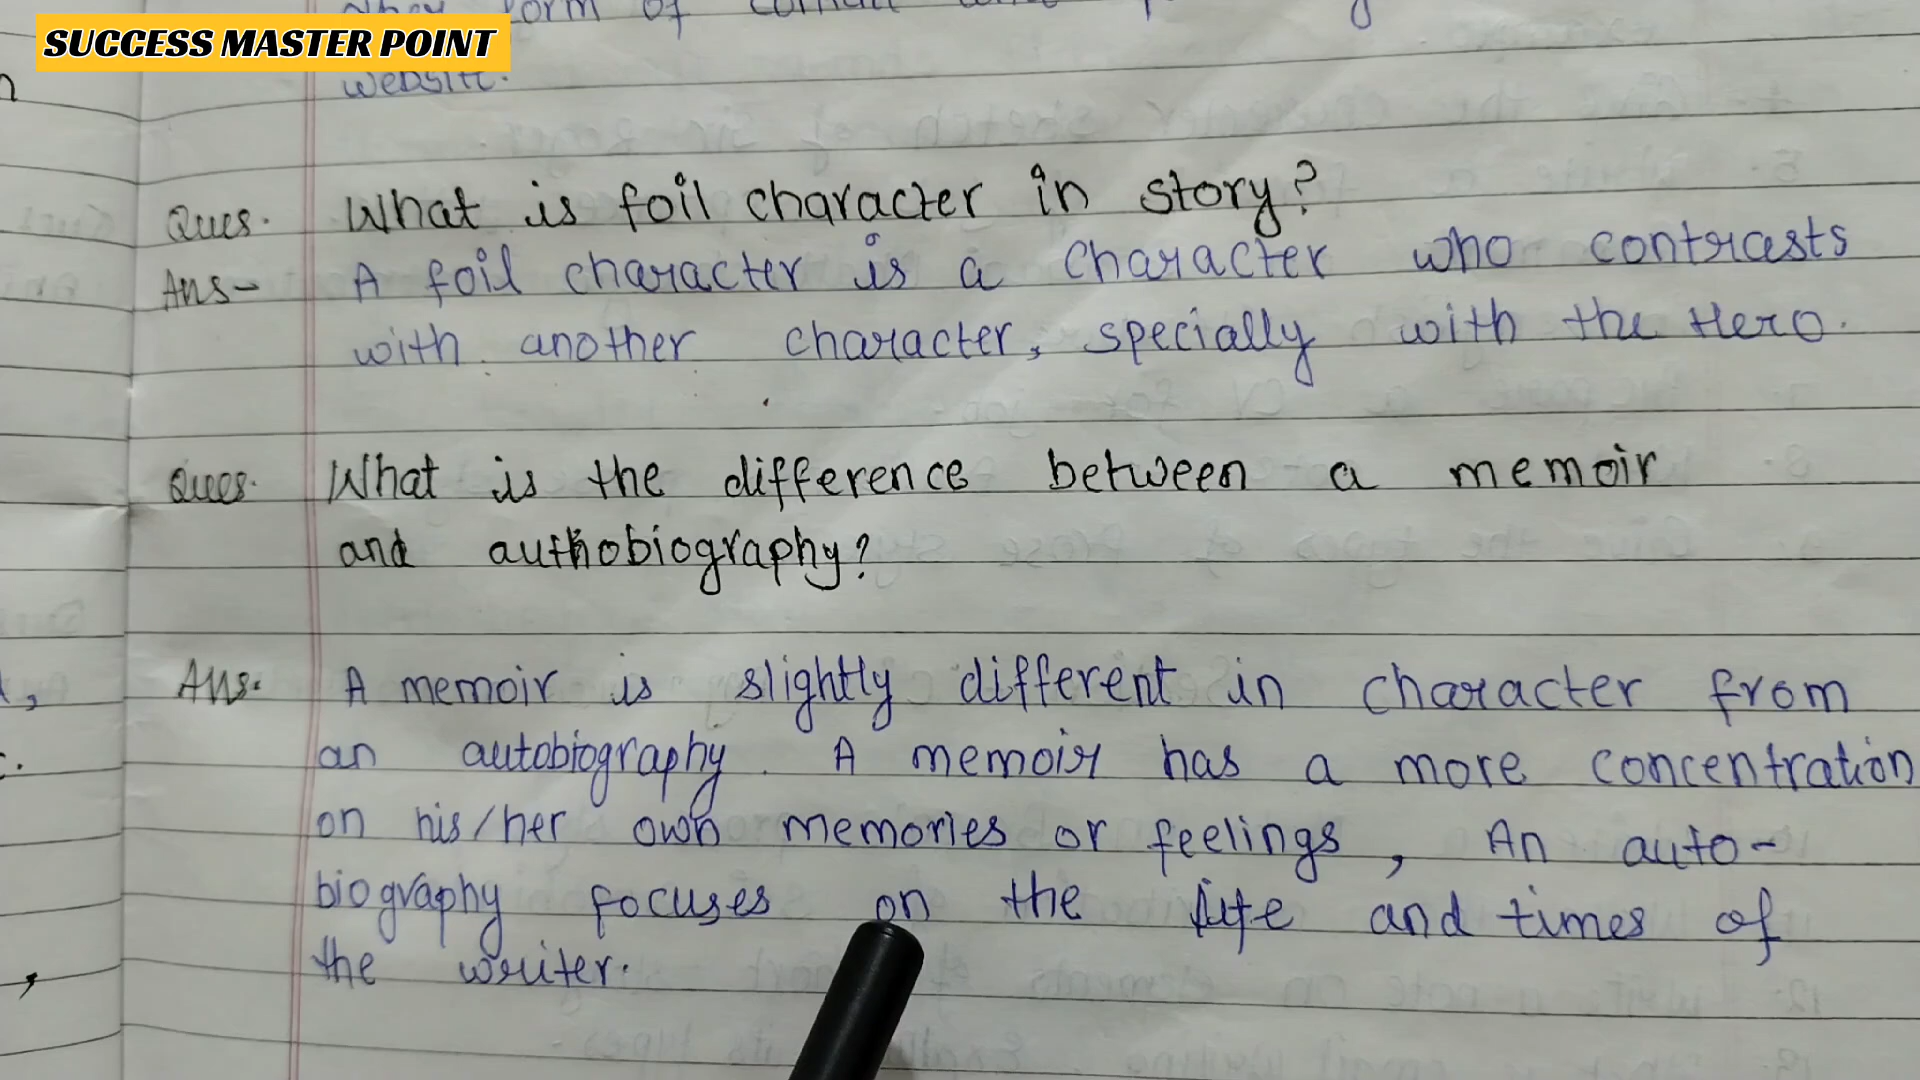 SUCCESS MASTER POINT
form of
website.
Ques. What is foil character in story?
Ans- A foil character is a character who contrasts
with another character, specially with the Hero.
Ques. What is the difference between a memoir
and authobiography?
Ans. A memoir is slightly different in character from
an autobiography. A memoir has a more concentration
on his/her own memories or feelings, An auto-
biography focuses on the life and times of
the writer.